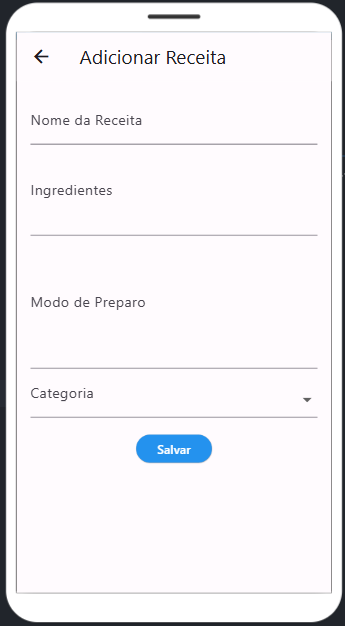 Adicionar Receita
Nome da Receita
Ingredientes
Modo de Preparo
Categoria
Salvar